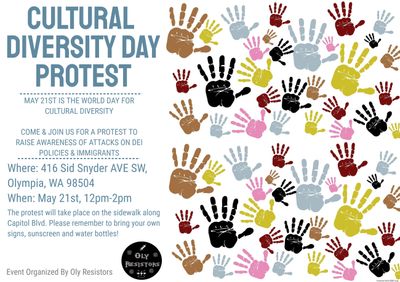 CULTURAL
DIVERSITY DAY
PROTEST
MAY 21ST IS THE WORLD DAY FOR
CULTURAL DIVERSITY
COME & JOIN US FOR A PROTEST TO
RAISE AWARENESS OF ATTACKS ON DEI
POLICIES & IMMIGRANTS
Where: 416 Sid Snyder AVE SW,
Olympia, WA 98504
When: May 21st, 12pm-2pm
The protest will take place on the sidewalk along
Capitol Blvd. Please remember to bring your own
signs, sunscreen and water bottles!
Event Organized By Oly Resistors
OLY
RESISTORS